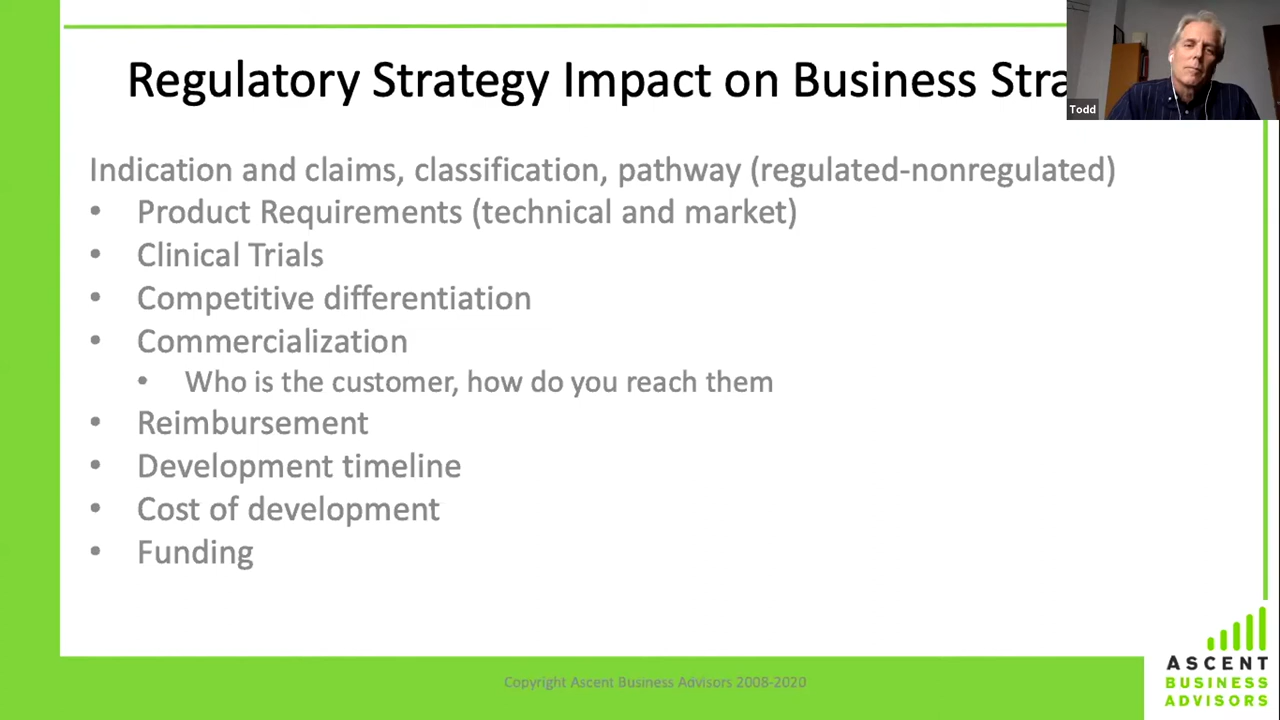 Regulatory Strategy Impact on Business Stra
Todd
Indication and claims, classification, pathway (regulated-nonregulated)
• Product Requirements (technical and market)
• Clinical Trials
• Competitive differentiation
• Commercialization
• Who is the customer, how do you reach them
• Reimbursement
• Development timeline
• Cost of development
• Funding
Copyright Ascent Business Advisors 2008-2020
ASCENT
BUSINESS
ADVISORS